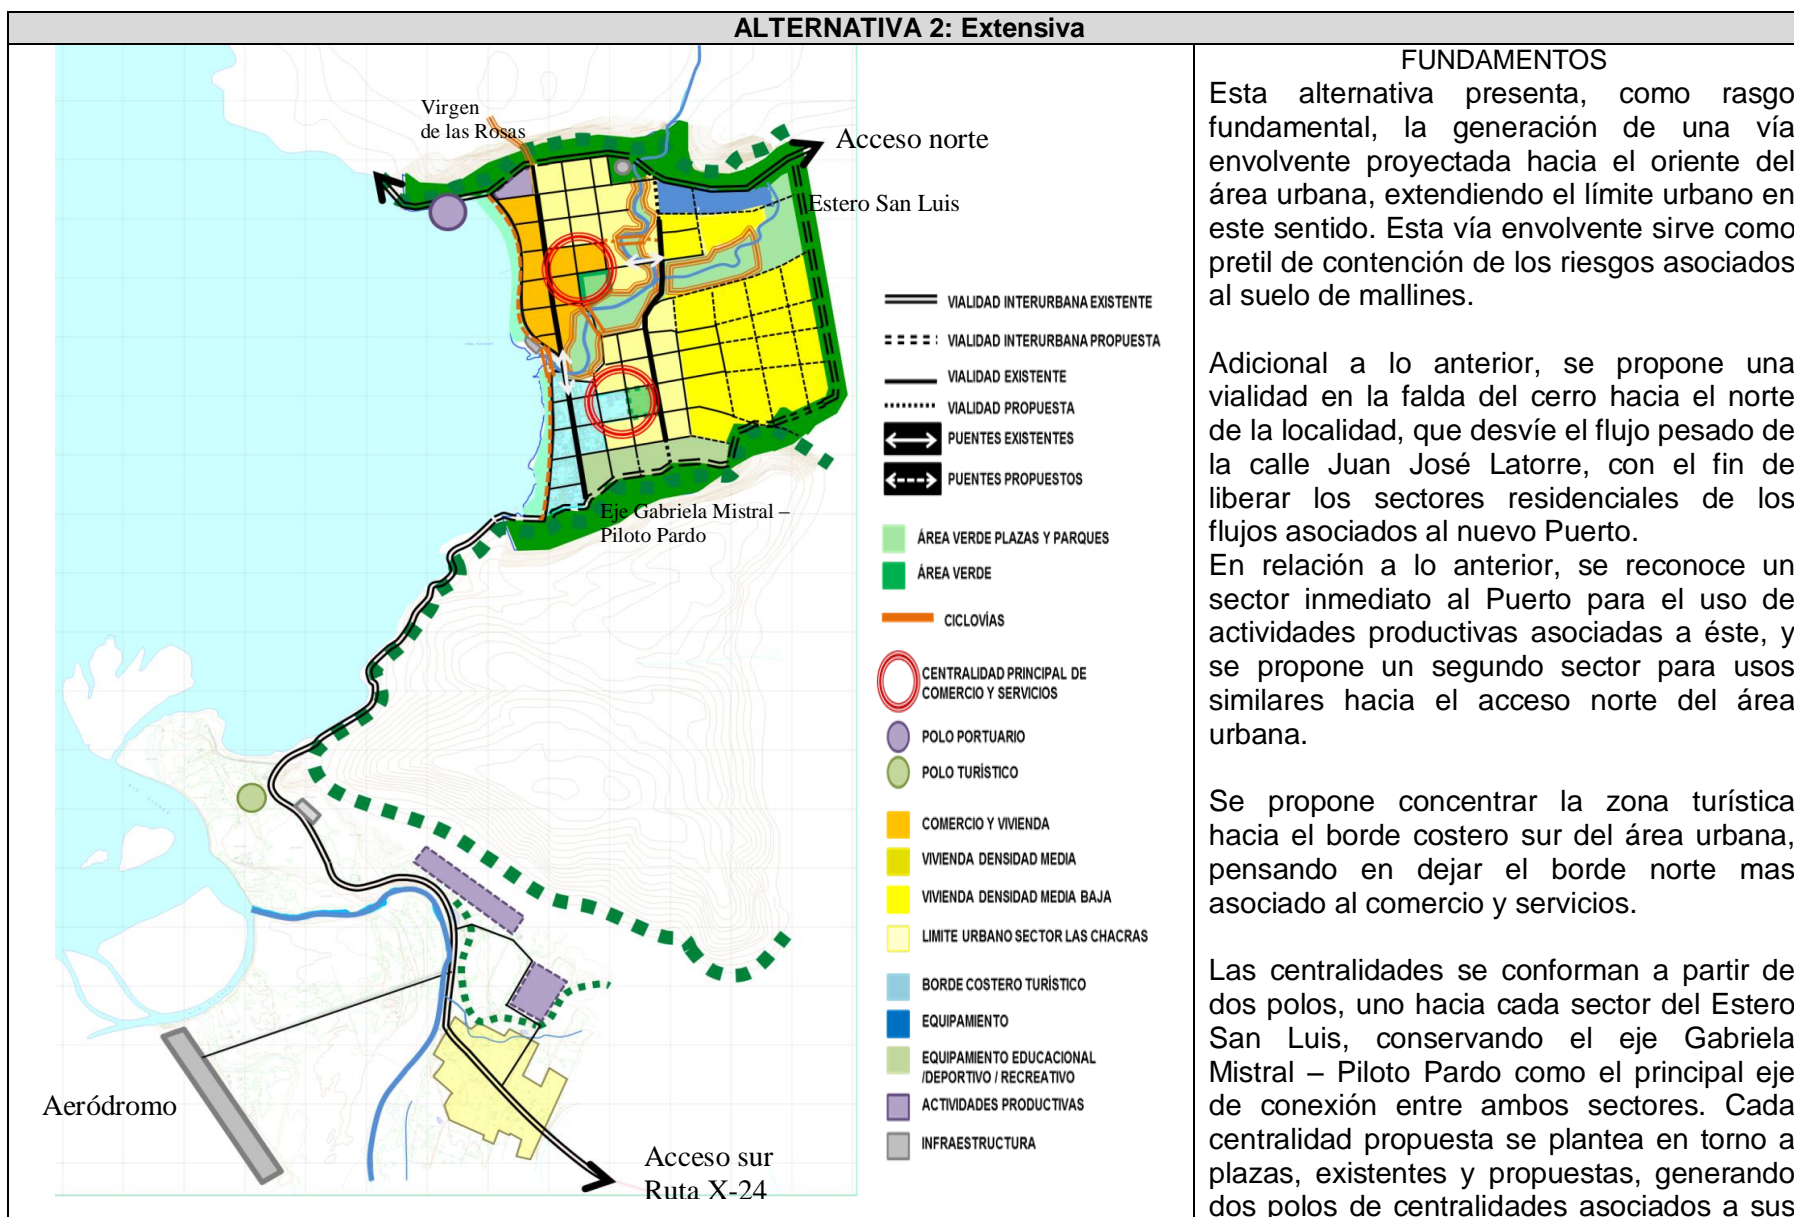 ALTERNATIVA 2: Extensiva
Virgen
de las Rosas
Acceso norte
Estero San Luis
Eje Gabriela Mistral –
Piloto Pardo
Aeródromo
Acceso sur
Ruta X-24
VIALIDAD INTERURBANA EXISTENTE
VIALIDAD INTERURBANA PROPUESTA
VIALIDAD EXISTENTE
VIALIDAD PROPUESTA
PUENTES EXISTENTES
PUENTES PROPUESTOS
ÁREA VERDE PLAZAS Y PARQUES
ÁREA VERDE
CICLOVÍAS
CENTRALIDAD PRINCIPAL DE
COMERCIO Y SERVICIOS
POLO PORTUARIO
POLO TURÍSTICO
COMERCIO Y VIVIENDA
VIVIENDA DENSIDAD MEDIA
VIVIENDA DENSIDAD MEDIA BAJA
LIMITE URBANO SECTOR LAS CHACRAS
BORDE COSTERO TURÍSTICO
EQUIPAMIENTO
EQUIPAMIENTO EDUCACIONAL
/DEPORTIVO / RECREATIVO
ACTIVIDADES PRODUCTIVAS
INFRAESTRUCTURA
FUNDAMENTOS
Esta alternativa presenta, como rasgo
fundamental, la generación de una vía
envolvente proyectada hacia el oriente del
área urbana, extendiendo el límite urbano en
este sentido. Esta vía envolvente sirve como
pretil de contención de los riesgos asociados
al suelo de mallines.
Adicional a lo anterior, se propone una
vialidad en la falda del cerro hacia el norte
de la localidad, que desvíe el flujo pesado de
la calle Juan José Latorre, con el fin de
liberar los sectores residenciales de los
flujos asociados al nuevo Puerto.
En relación a lo anterior, se reconoce un
sector inmediato al Puerto para el uso de
actividades productivas asociadas a éste, y
se propone un segundo sector para usos
similares hacia el acceso norte del área
urbana.
Se propone concentrar la zona turística
hacia el borde costero sur del área urbana,
pensando en dejar el borde norte mas
asociado al comercio y servicios.
Las centralidades se conforman a partir de
dos polos, uno hacia cada sector del Estero
San Luis, conservando el eje Gabriela
Mistral – Piloto Pardo como el principal eje
de conexión entre ambos sectores. Cada
centralidad propuesta se plantea en torno a
plazas, existentes y propuestas, generando
dos polos de centralidades asociados a sus